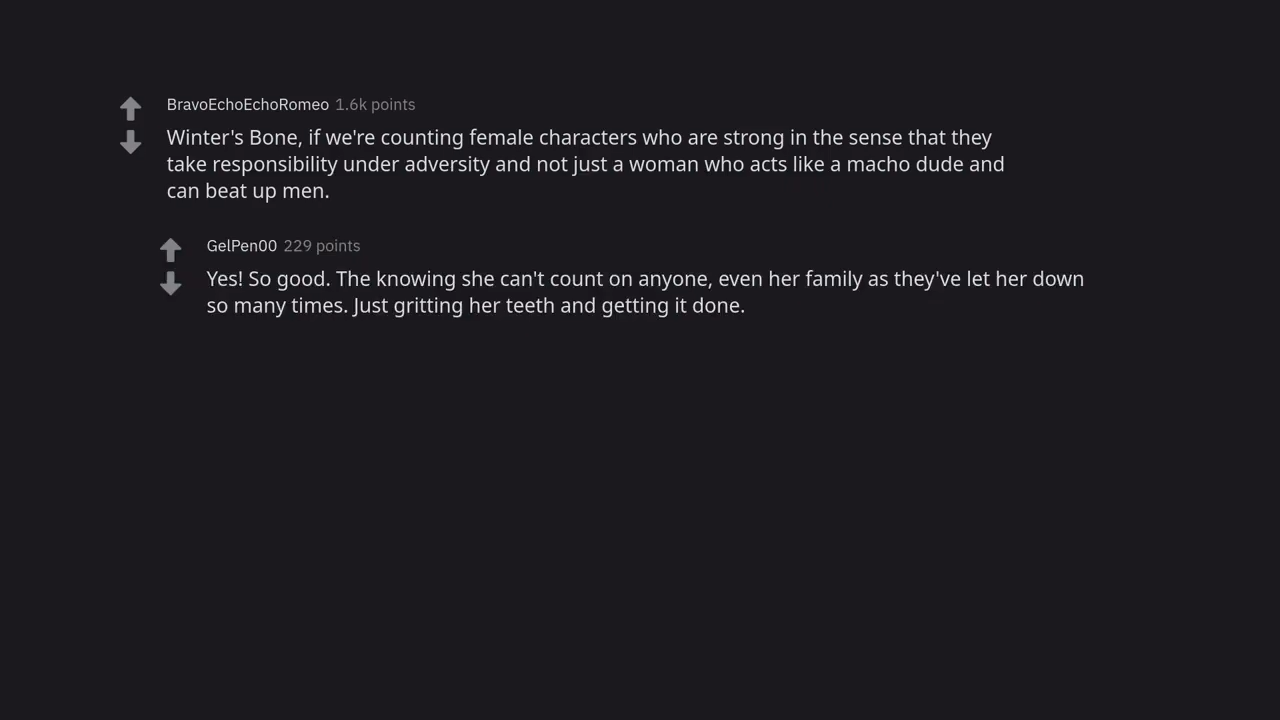 BravoEchoEchoRomeo 1.6k points
Winter's Bone, if we're counting female characters who are strong in the sense that they
take responsibility under adversity and not just a woman who acts like a macho dude and
can beat up men.
GelPen00 229 points
Yes! So good. The knowing she can't count on anyone, even her family as they've let her down
so many times. Just gritting her teeth and getting it done.